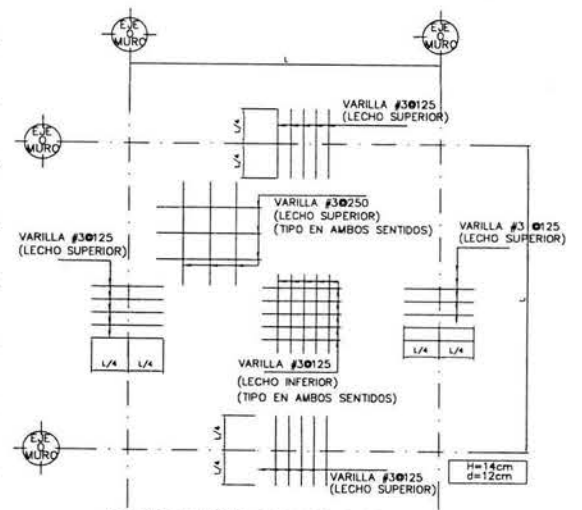 EJE
O
MURO
EJE
O
MURO
L
VARILLA #3@125
(LECHO SUPERIOR)
L/4
L/4
EJE
O
MURO
VARILLA #3@250
(LECHO SUPERIOR)
(TIPO EN AMBOS SENTIDOS)
VARILLA #3@125
(LECHO SUPERIOR)
VARILLA #3@125
(LECHO SUPERIOR)
L
L/4
L/4
L/4
L/4
VARILLA #3@125
(LECHO INFERIOR)
(TIPO EN AMBOS SENTIDOS)
L/4
L/4
EJE
O
MURO
H=14cm
d=12cm
VARILLA #3@125
(LECHO SUPERIOR)